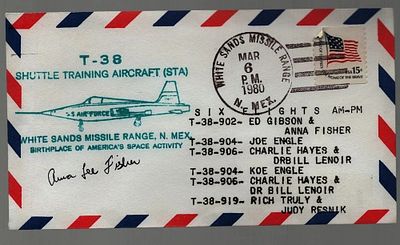 T-38
SHUTTLE TRAINING AIRCRAFT (STA)
U.S. AIR FORCE
WHITE SANDS MISSILE RANGE, N. MEX.
BIRTHPLACE OF AMERICA'S SPACE ACTIVITY
Anna Lee Fisher
WHITE SANDS MISSILE RANGE
MAR
6
P.M.
1980
N. MEX.
USA 15c
SIX FLIGHTS AM-PM
T-38-902- ED GIBSON &
ANNA FISHER
T-38-904- JOE ENGLE
T-38-906- CHARLIE HAYES &
DRBILL LENOIR
T-38-904- KOE ENGLE
T-38-906- CHARLIE HAYES &
DR BILL LENOIR
T-38-919- RICH TRULY &
JUDY RESNIK